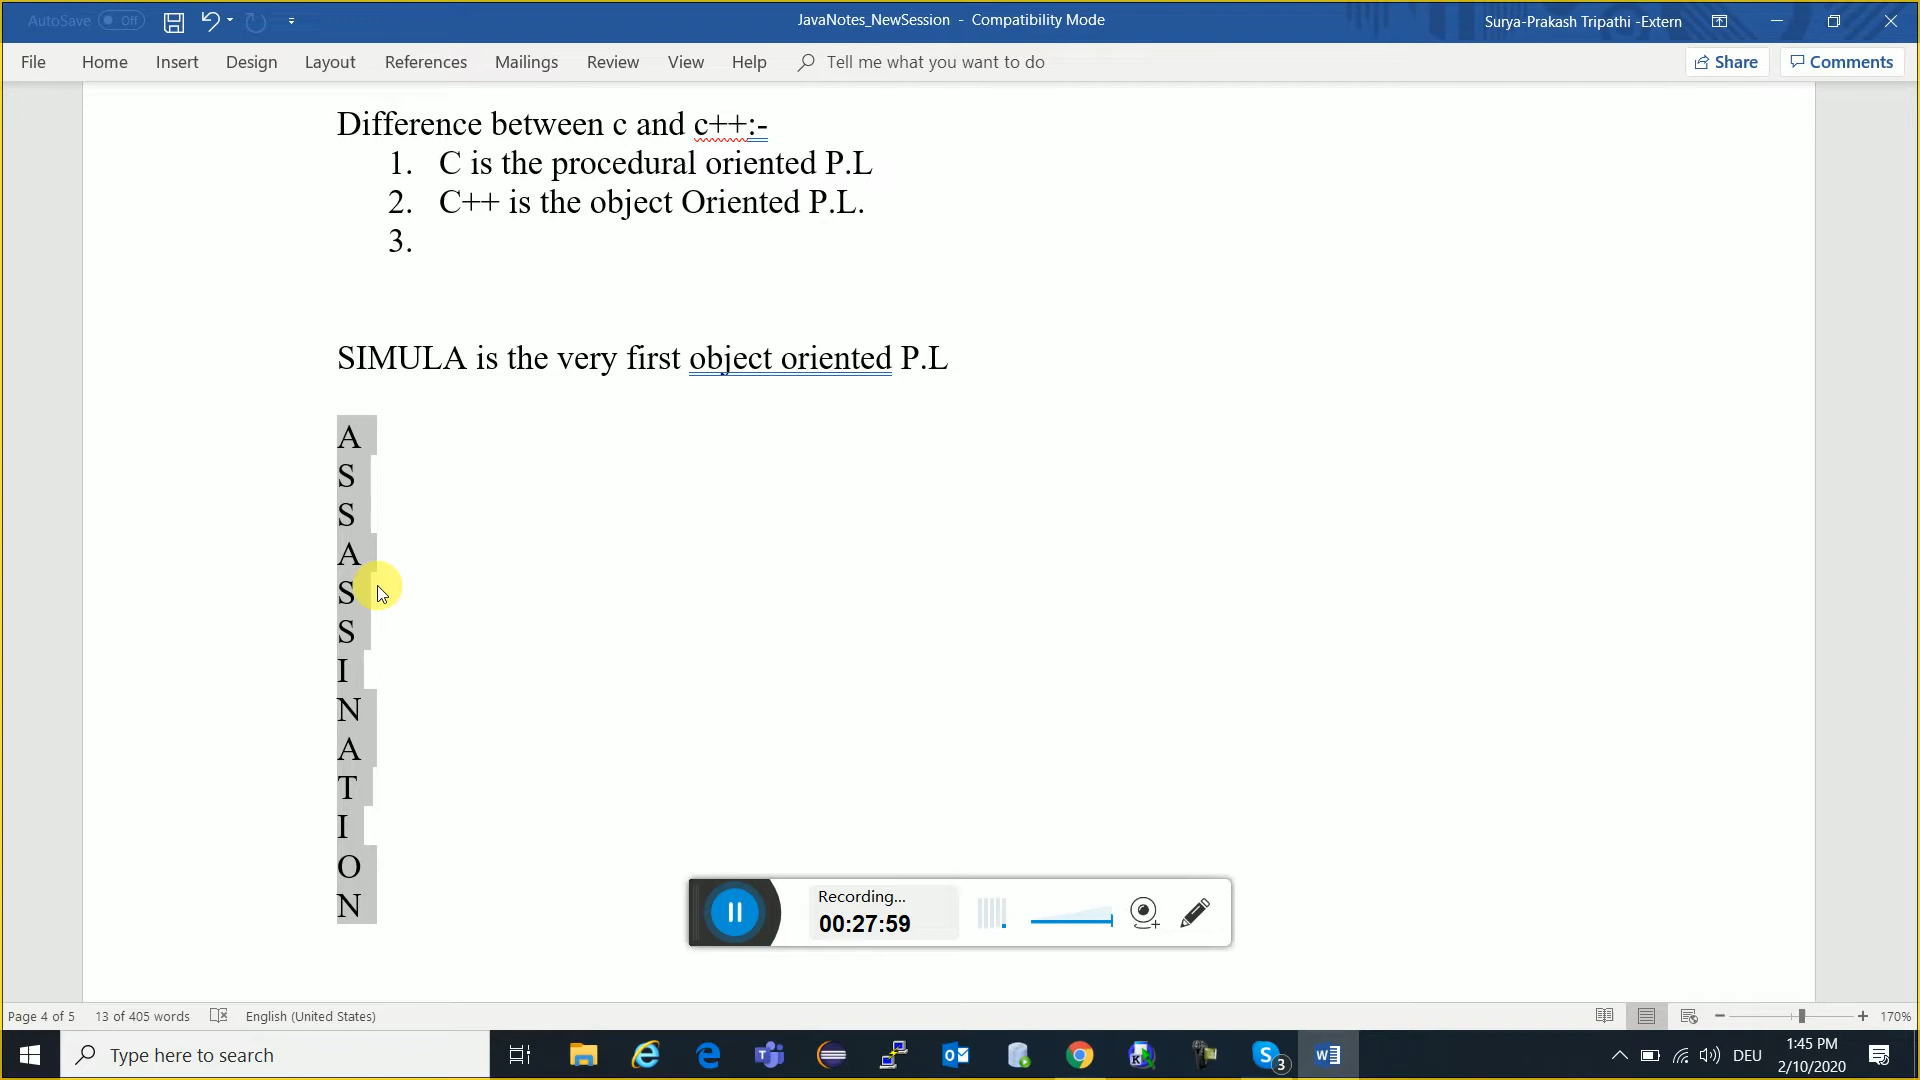 AutoSave Off
JavaNotes_NewSession - Compatibility Mode
Surya-Prakash Tripathi -Extern
File Home Insert Design Layout References Mailings Review View Help Tell me what you want to do
Share Comments
Difference between c and c++:-
1. C is the procedural oriented P.L
2. C++ is the object Oriented P.L.
3.
SIMULA is the very first object oriented P.L
A
S
S
A
S
S
I
N
A
T
I
O
N
Recording...
00:27:59
Page 4 of 5 13 of 405 words English (United States) 170%
Type here to search
3
DEU
1:45 PM
2/10/2020